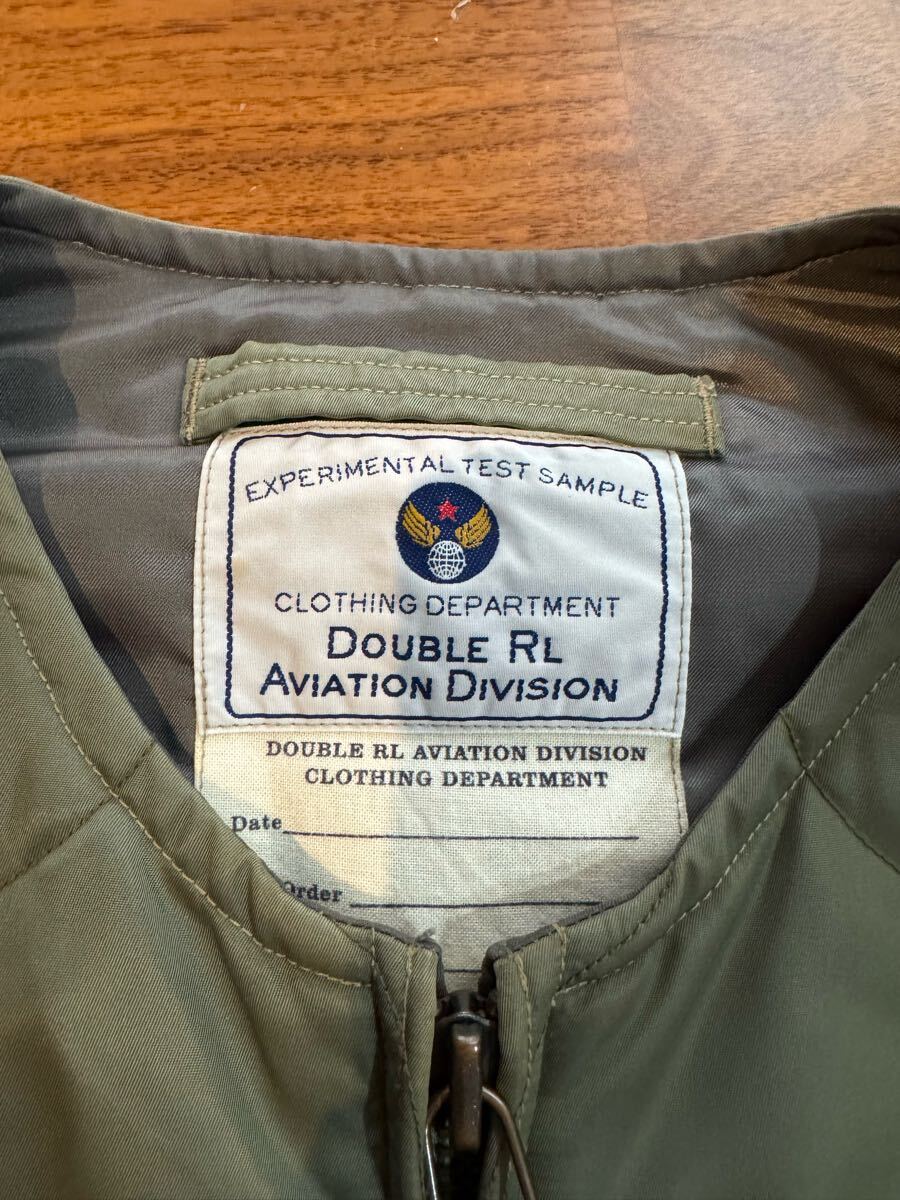 EXPERIMENTAL TEST SAMPLE
CLOTHING DEPARTMENT
DOUBLE RL
AVIATION DIVISION
DOUBLE RL AVIATION DIVISION
CLOTHING DEPARTMENT
Date
Order